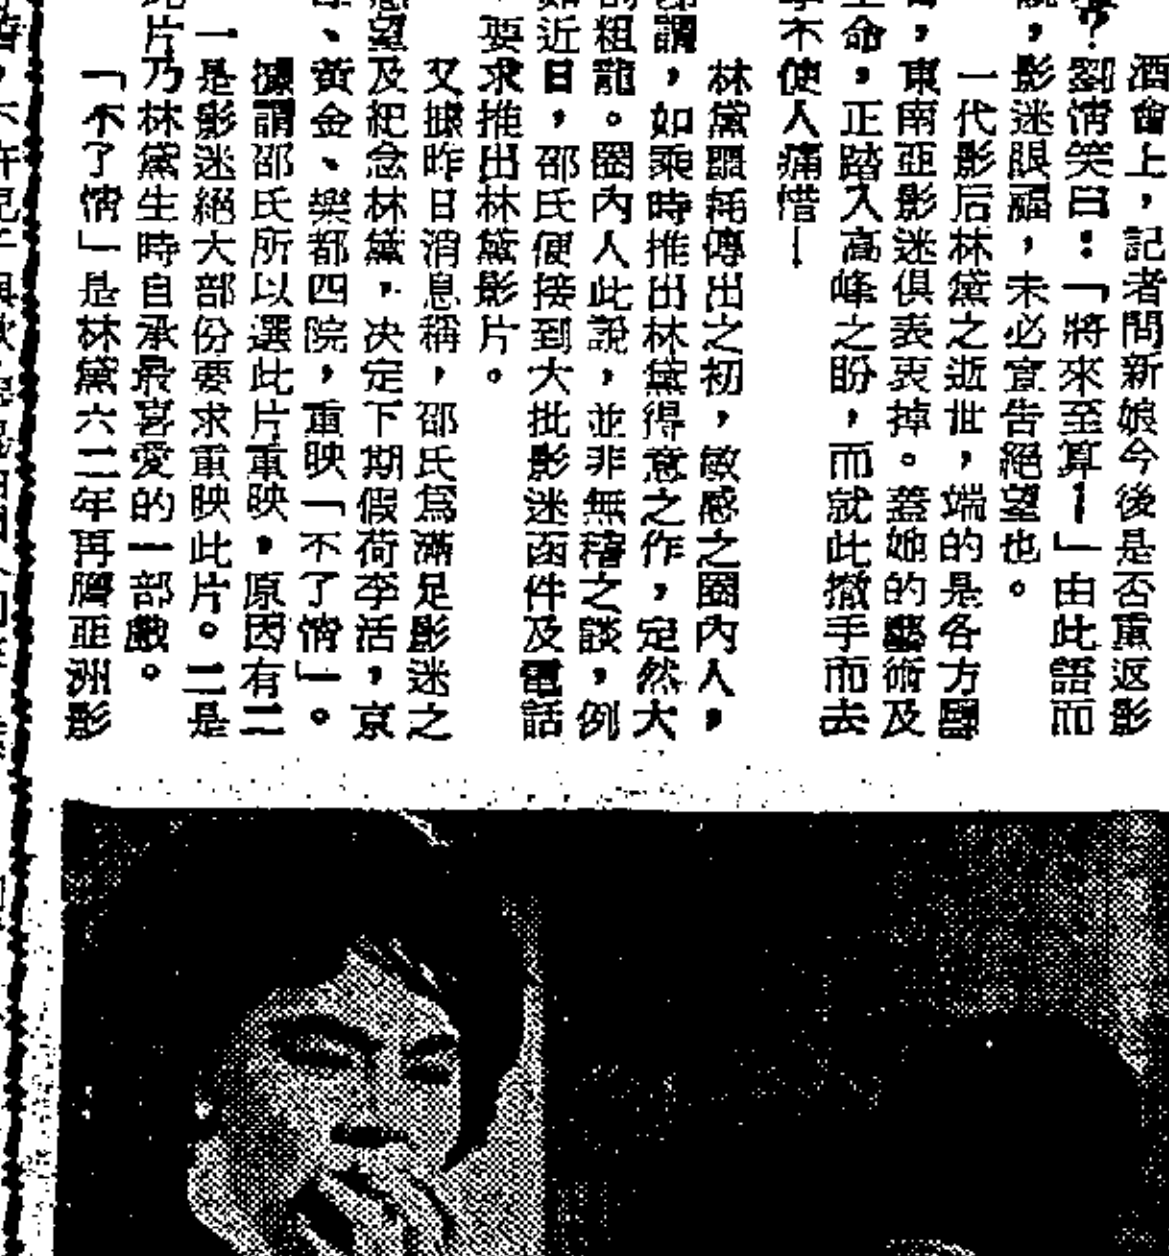 酒會上，記者問新娘今後是否重返影
？劉情笑曰：「將來至算！」由此語而
，影迷眼福，未必宣告絕望也。
一代影后林黛之逝世，端的是各方歸
，東南亞影迷俱表哀掉。蓋她的藝術及
生命，正踏入高峰之盼，而就此撤手而去
不使人痛惜！
林黛噩耗傳出之初，敏感之圈內人，
謂，如乘時推出林黛得意之作，定然大
粗龍。圈內人此說，並非無稽之談，例
如近日，邵氏便接到大批影迷函件及電話
，要求推出林黛影片。
又據昨日消息稱，邵氏爲滿足影迷之
望及紀念林黛，決定下期假荷李活，京
、黃金、樂都四院，重映「不了情」。
據謂邵氏所以選此片重映，原因有二
一是影迷絕大部份要求重映此片。二是
此片乃林黛生時自承最喜愛的一部戲。
「不了情」是林黛六二年再膺亞洲影